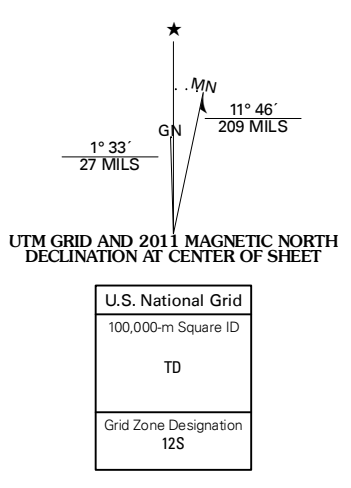 ★
MN
GN
11° 46´
209 MILS
1° 33´
27 MILS
UTM GRID AND 2011 MAGNETIC NORTH
DECLINATION AT CENTER OF SHEET
U.S. National Grid
100,000-m Square ID
TD
Grid Zone Designation
12S